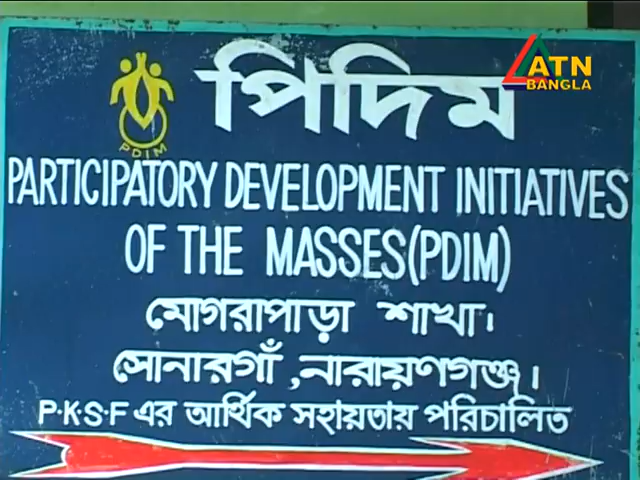 পিদিম
ATN
BANGLA
PDIM
PARTICIPATORY DEVELOPMENT INITIATIVES
OF THE MASSES(PDIM)
মোগরাপাড়া শাখা।
সোনারগাঁ, নারায়ণগঞ্জ।
P·K·S·F এর আর্থিক সহায়তায় পরিচালিত